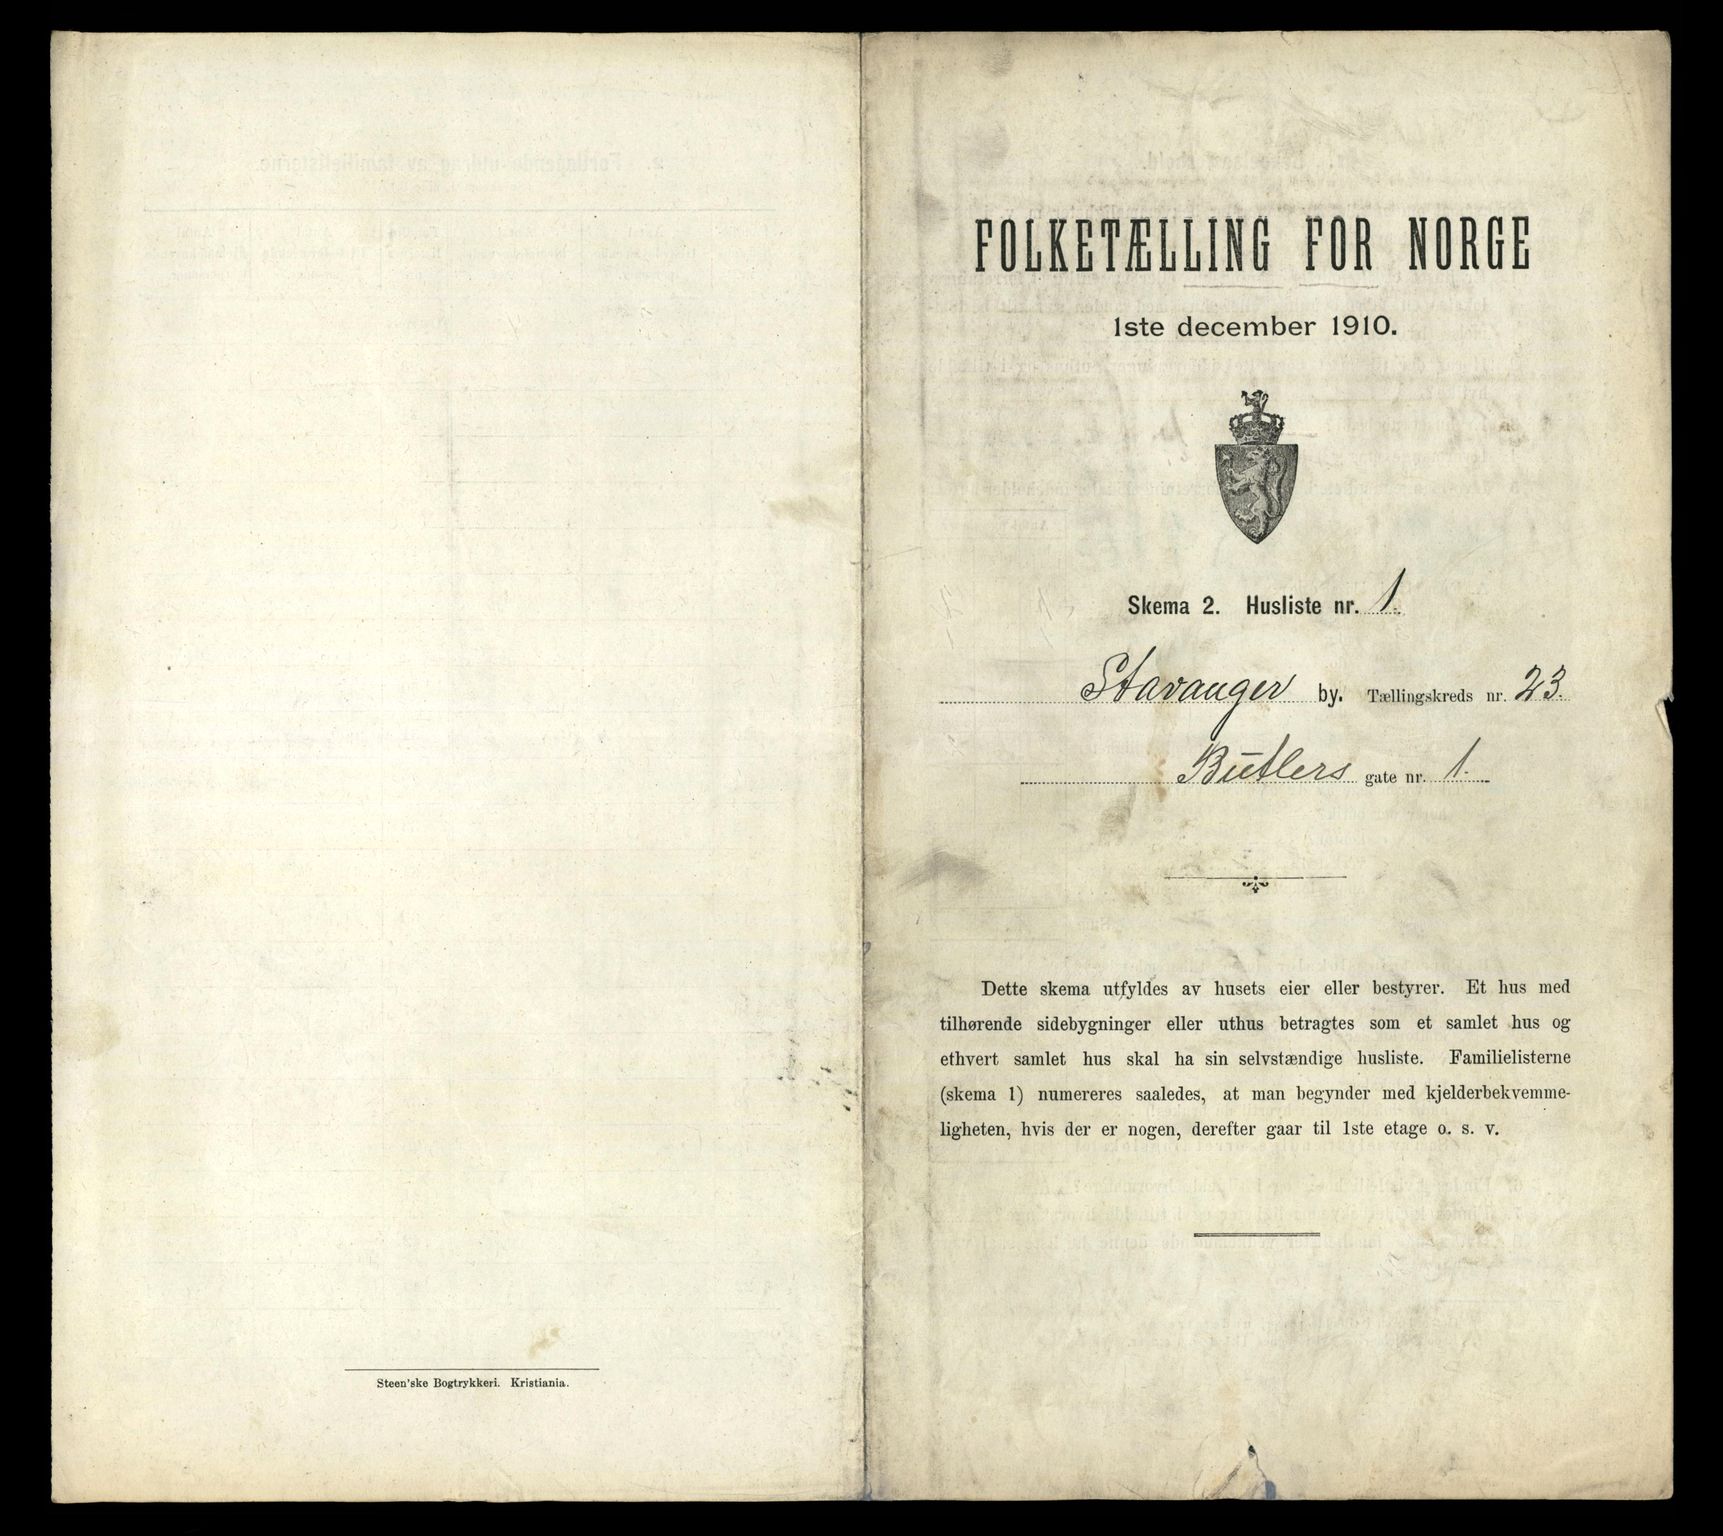 Steen'ske Bogtrykkeri. Kristiania.
FOLKETÆLLING FOR NORGE
1ste december 1910.
Skema 2. Husliste nr. 1.
Stavanger by. Tællingskreds nr. 23.
Butlers gate nr. 1.
Dette skema utfyldes av husets eier eller bestyrer. Et hus med
tilhørende sidebygninger eller uthus betragtes som et samlet hus og
ethvert samlet hus skal ha sin selvstændige husliste. Familielisterne
(skema 1) numereres saaledes, at man begynder med kjelderbekvemme-
ligheten, hvis der er nogen, derefter gaar til 1ste etage o. s. v.